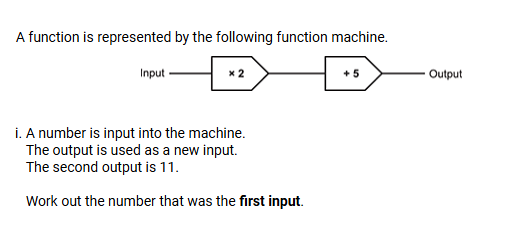 A function is represented by the following function machine.
Input × 2 + 5 Output
i. A number is input into the machine.
The output is used as a new input.
The second output is 11.
Work out the number that was the first input.